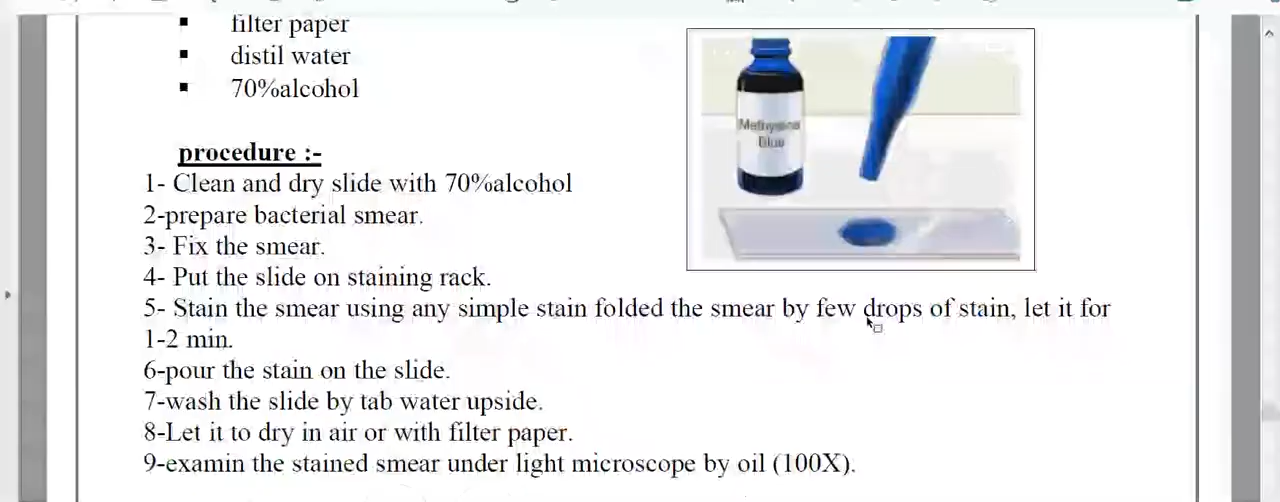 ▪ filter paper
▪ distil water
▪ 70%alcohol
procedure :-
1- Clean and dry slide with 70%alcohol
2-prepare bacterial smear.
3- Fix the smear.
4- Put the slide on staining rack.
5- Stain the smear using any simple stain folded the smear by few drops of stain, let it for
1-2 min.
6-pour the stain on the slide.
7-wash the slide by tab water upside.
8-Let it to dry in air or with filter paper.
9-examin the stained smear under light microscope by oil (100X).
Methylene
Blue